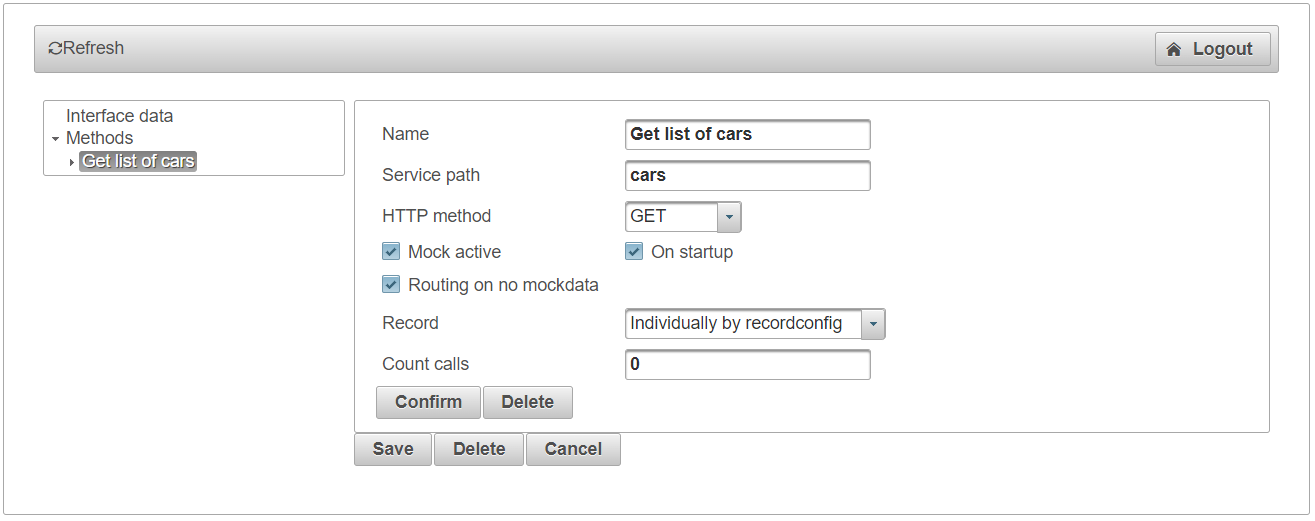 Refresh
Logout
Interface data
Methods
Get list of cars
Name
Get list of cars
Service path
cars
HTTP method
GET
Mock active
On startup
Routing on no mockdata
Record
Individually by recordconfig
Count calls
0
Confirm
Delete
Save
Delete
Cancel